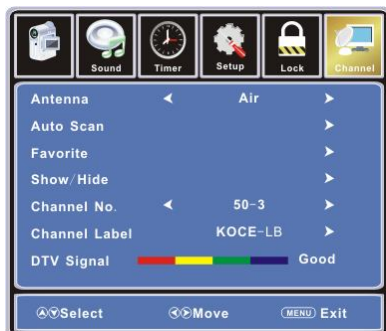 Sound Timer Setup Lock Channel
Antenna Air
Auto Scan
Favorite
Show/Hide
Channel No. 50-3
Channel Label KOCE-LB
DTV Signal Good
Select Move MENU Exit